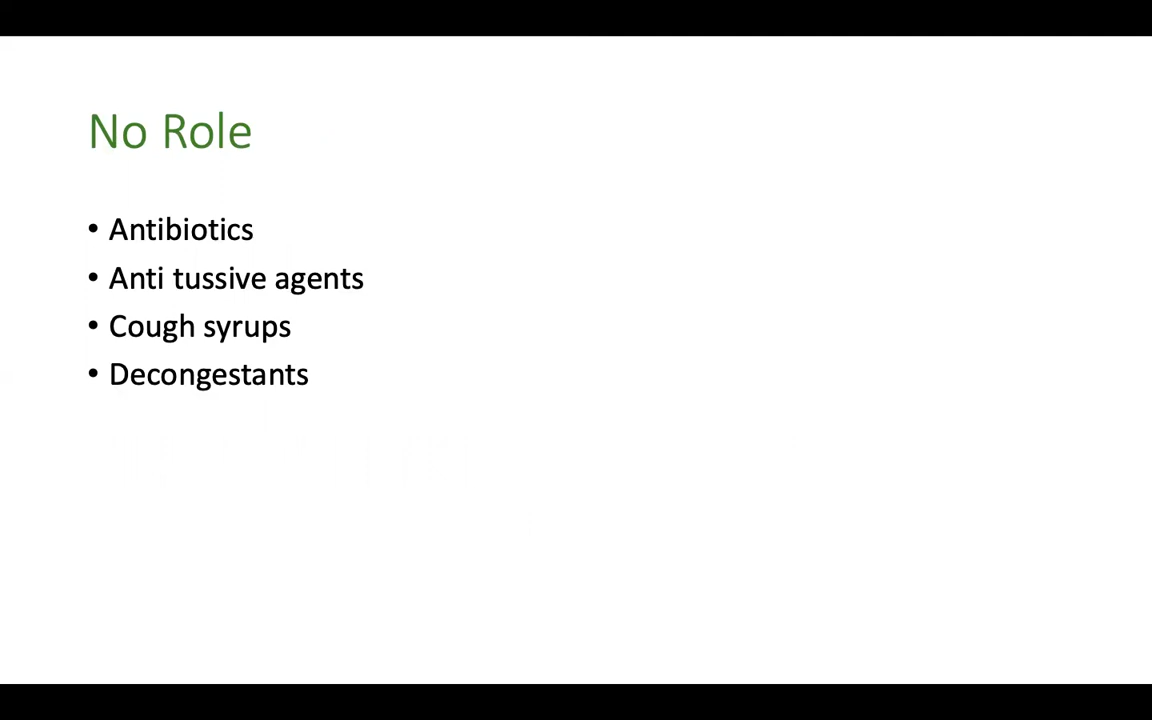 No Role
• Antibiotics
• Anti tussive agents
• Cough syrups
• Decongestants